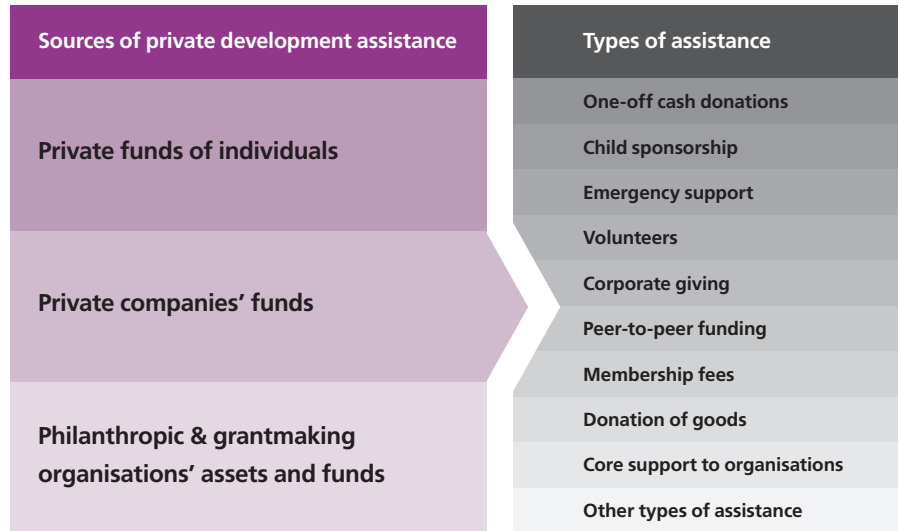 Sources of private development assistance
Private funds of individuals
Private companies’ funds
Philanthropic & grantmaking
organisations’ assets and funds
Types of assistance
One-off cash donations
Child sponsorship
Emergency support
Volunteers
Corporate giving
Peer-to-peer funding
Membership fees
Donation of goods
Core support to organisations
Other types of assistance